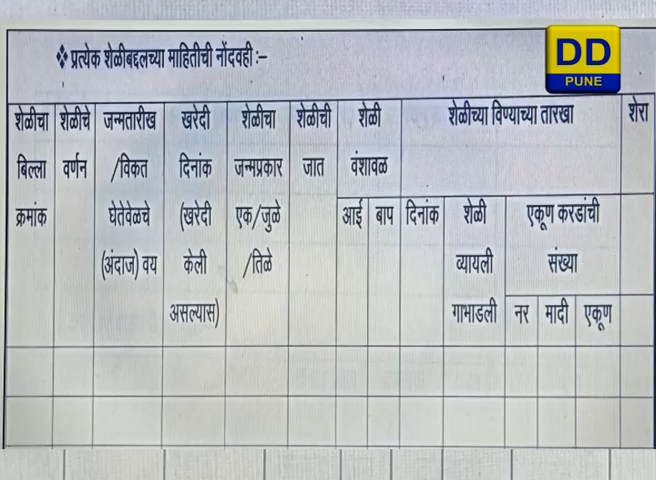 ❖ प्रत्येक शेळीबद्दलच्या माहितीची नोंदवही :–
DD
PUNE
शेळीचा बिल्ला क्रमांक
शेळीचे वर्णन
जन्मतारीख /विकत घेतेवेळचे (अंदाज) वय
खरेदी दिनांक (खरेदी केली असल्यास)
शेळीचा जन्मप्रकार एक/जुळे /तिळे
शेळीची जात
शेळी वंशावळ
आई
बाप
शेळीच्या विण्याच्या तारखा
दिनांक
शेळी व्यायली गाभाडली
एकूण करडांची संख्या
नर
मादी
एकूण
शेरा